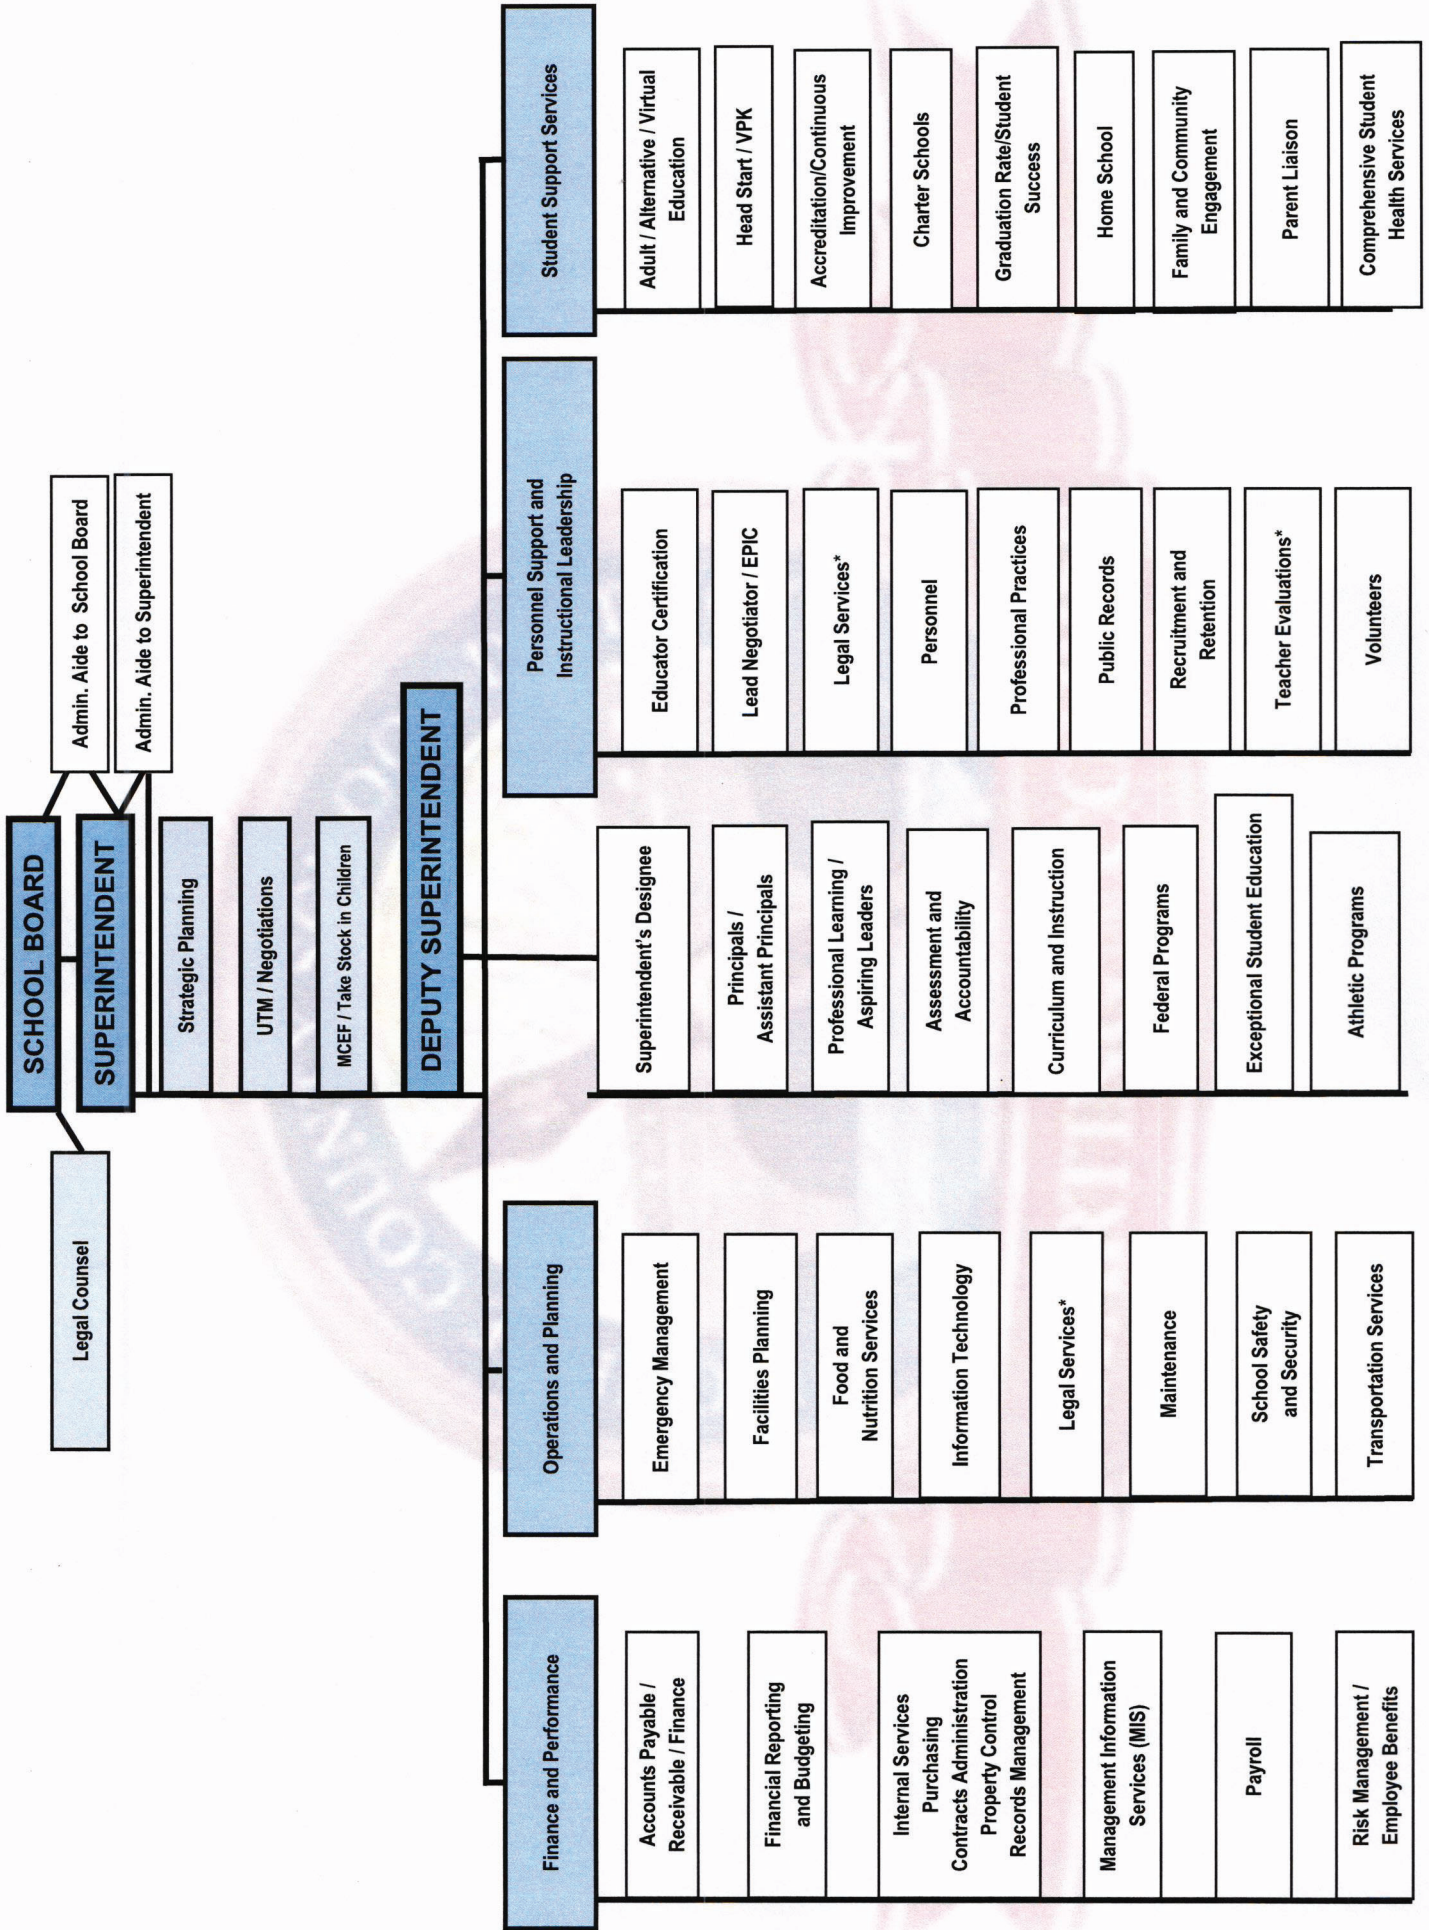 SCHOOL BOARD
Legal Counsel
Admin. Aide to School Board
SUPERINTENDENT
Admin. Aide to Superintendent
Strategic Planning
UTM / Negotiations
MCEF / Take Stock in Children
DEPUTY SUPERINTENDENT
Finance and Performance
Accounts Payable /
Receivable / Finance
Financial Reporting
and Budgeting
Internal Services
Purchasing
Contracts Administration
Property Control
Records Management
Management Information
Services (MIS)
Payroll
Risk Management /
Employee Benefits
Operations and Planning
Emergency Management
Facilities Planning
Food and
Nutrition Services
Information Technology
Legal Services*
Maintenance
School Safety
and Security
Transportation Services
Superintendent's Designee
Principals /
Assistant Principals
Professional Learning /
Aspiring Leaders
Assessment and
Accountability
Curriculum and Instruction
Federal Programs
Exceptional Student Education
Athletic Programs
Personnel Support and
Instructional Leadership
Educator Certification
Lead Negotiator / EPIC
Legal Services*
Personnel
Professional Practices
Public Records
Recruitment and
Retention
Teacher Evaluations*
Volunteers
Student Support Services
Adult / Alternative / Virtual
Education
Head Start / VPK
Accreditation/Continuous
Improvement
Charter Schools
Graduation Rate/Student
Success
Home School
Family and Community
Engagement
Parent Liaison
Comprehensive Student
Health Services